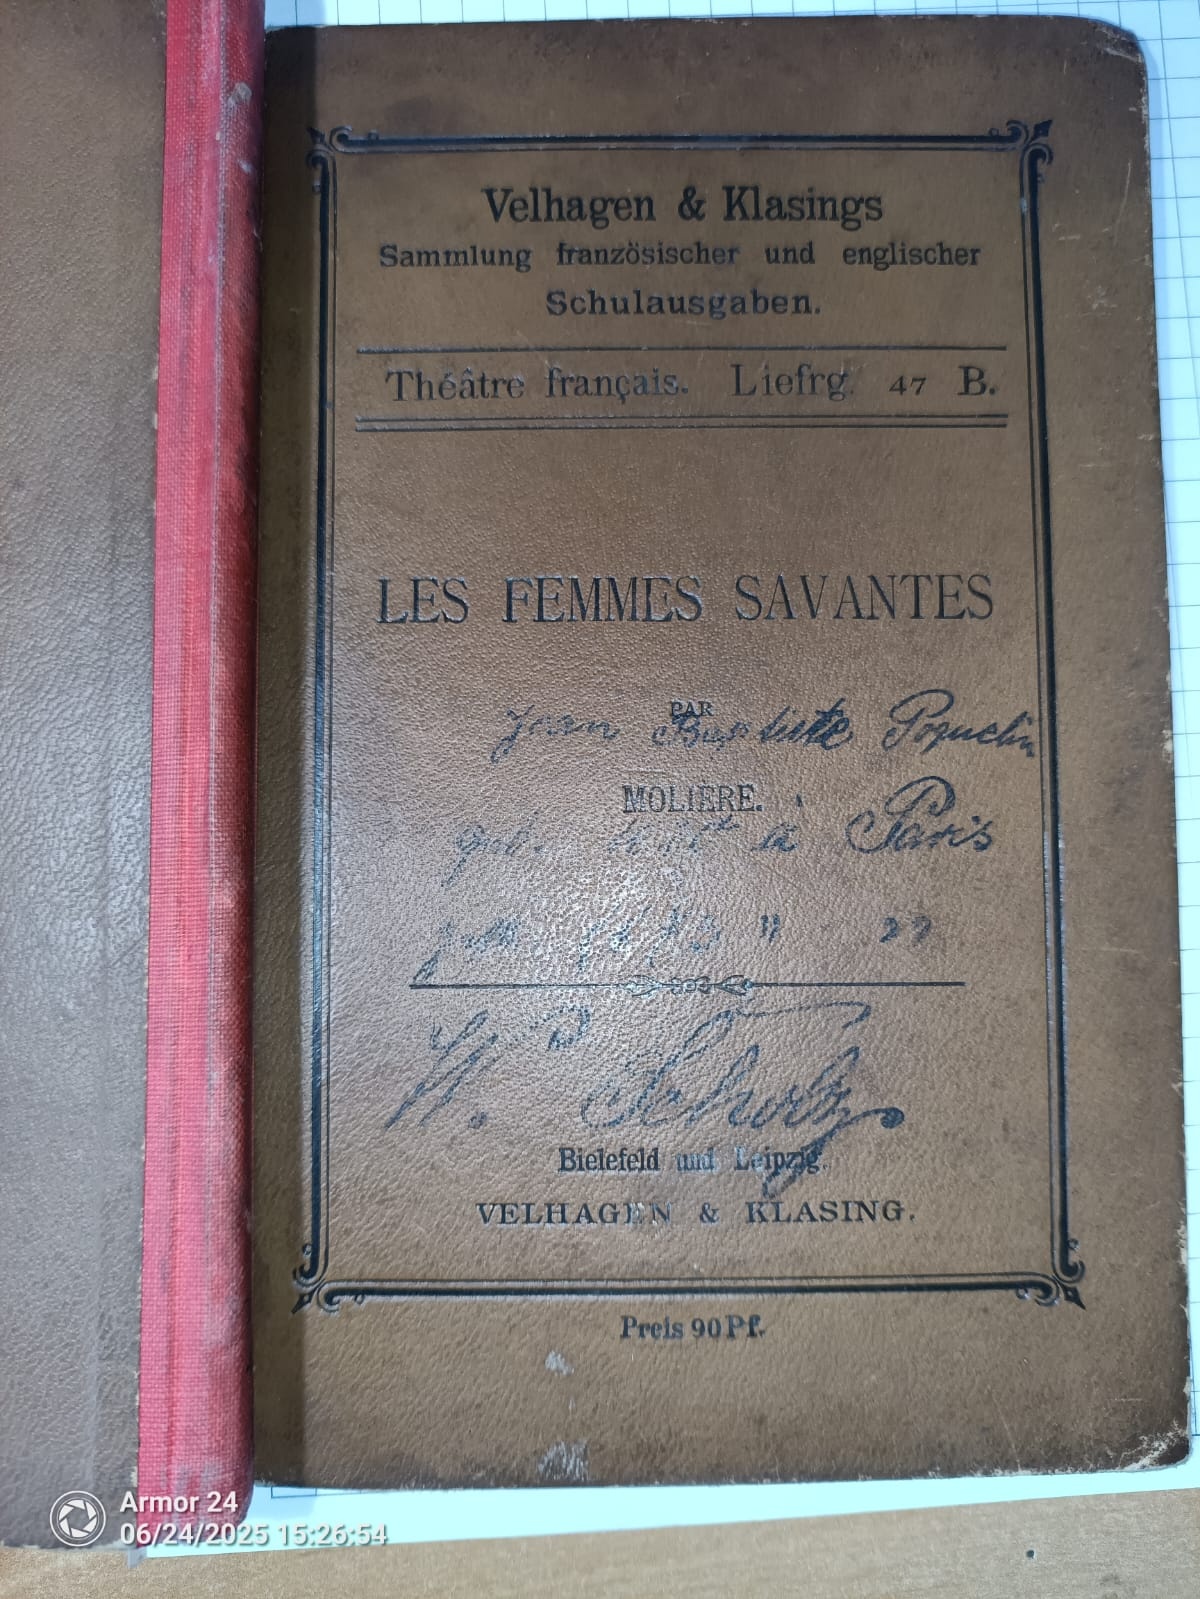 Velhagen & Klasings
Sammlung französischer und englischer
Schulausgaben.
Théâtre français. Liefrg. 47 B.
LES FEMMES SAVANTES
PAR
Jean Baptiste Poquelin
MOLIÈRE.
à Paris
" "
H. Scholz
Bielefeld und Leipzig.
VELHAGEN & KLASING.
Preis 90 Pf.
Armor 24
06/24/2025 15:26:54